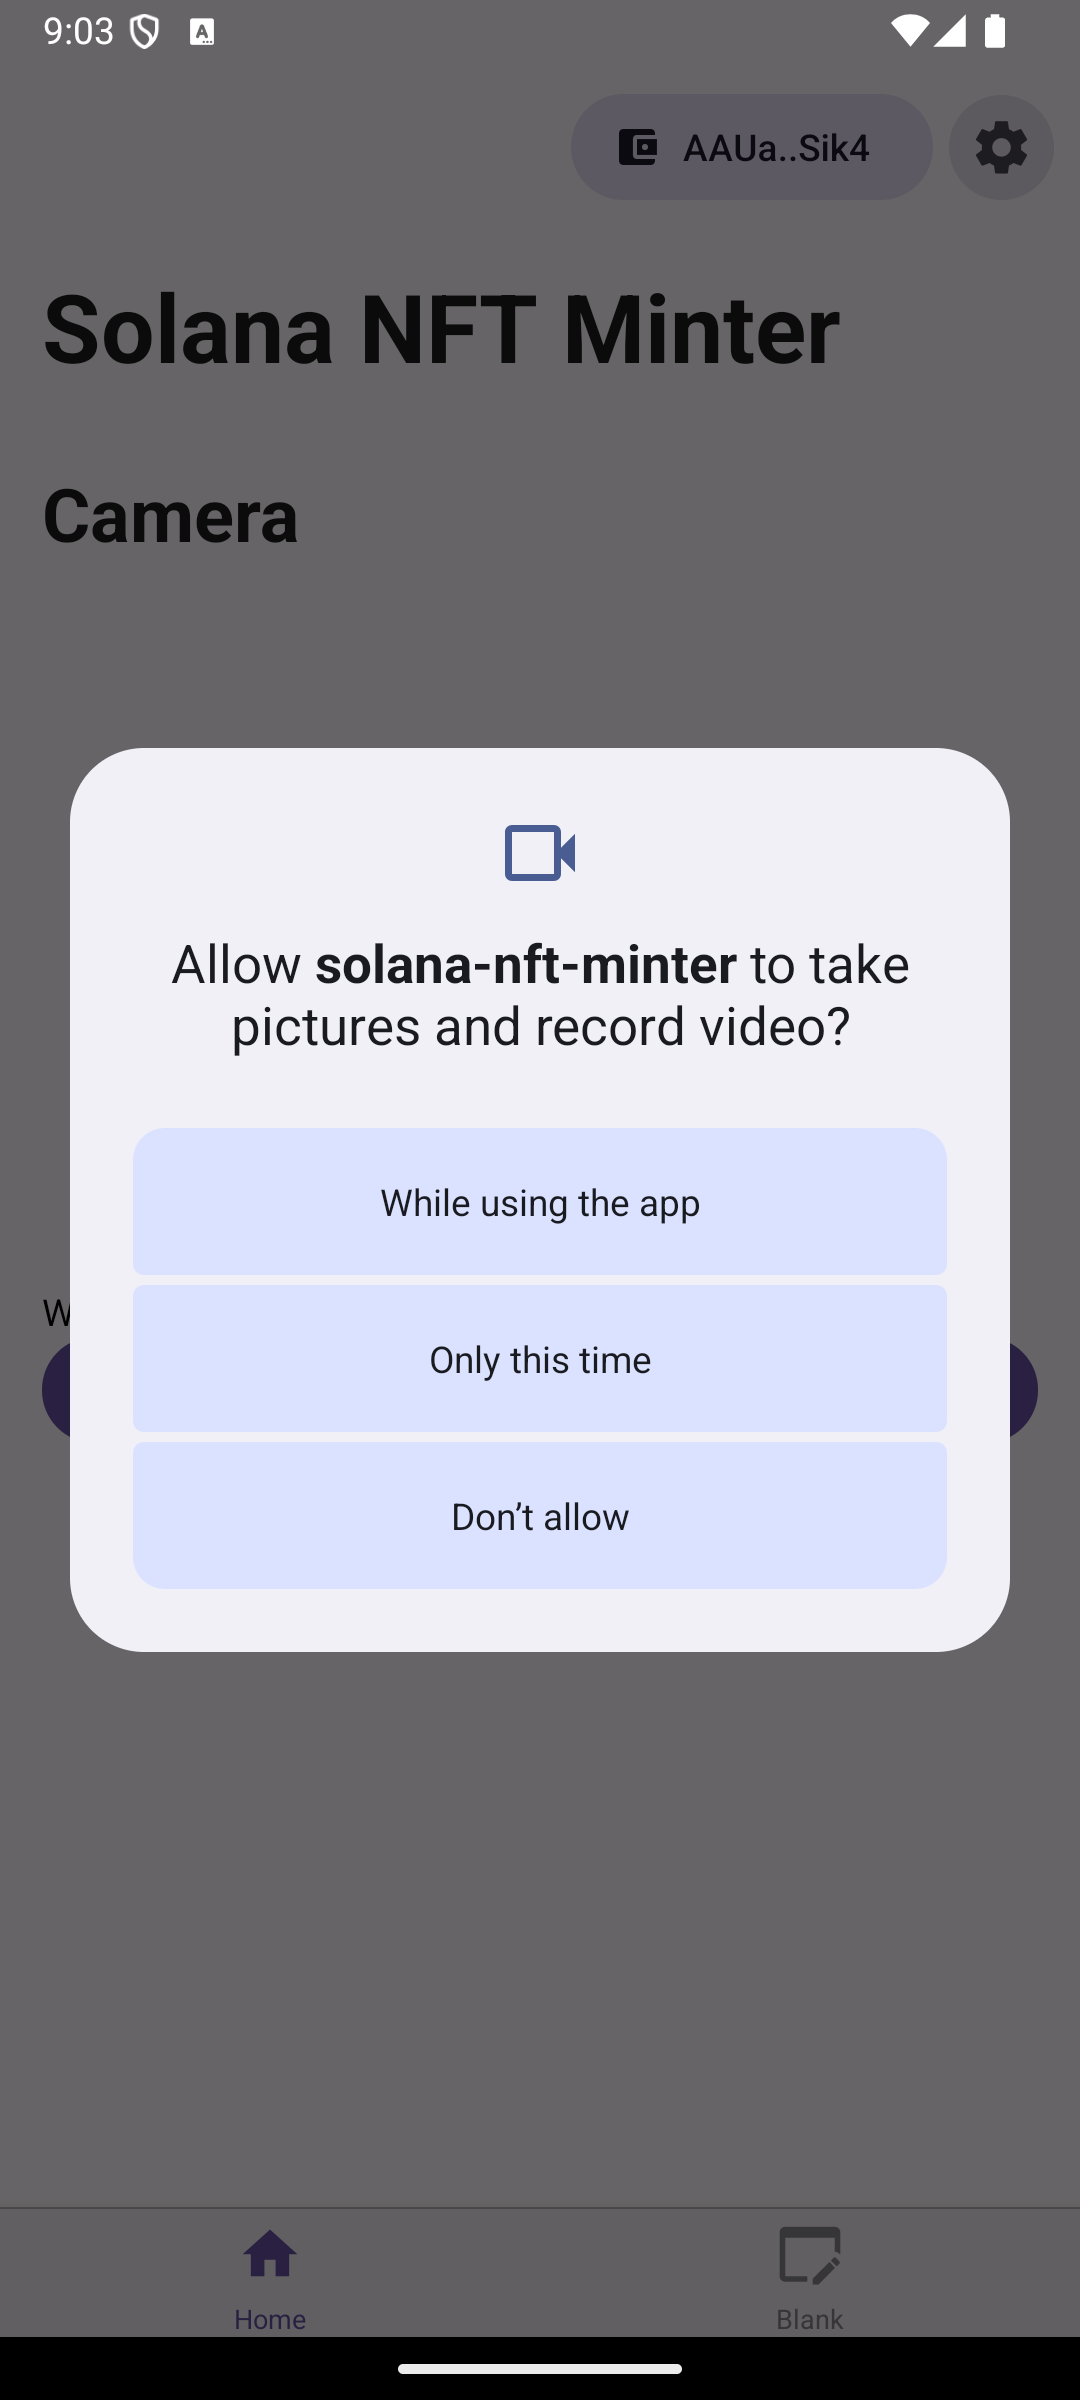 9:03
AAUa..Sik4
Solana NFT Minter
Camera
Allow solana-nft-minter to take
pictures and record video?
While using the app
W
Only this time
Don’t allow
Home
Blank